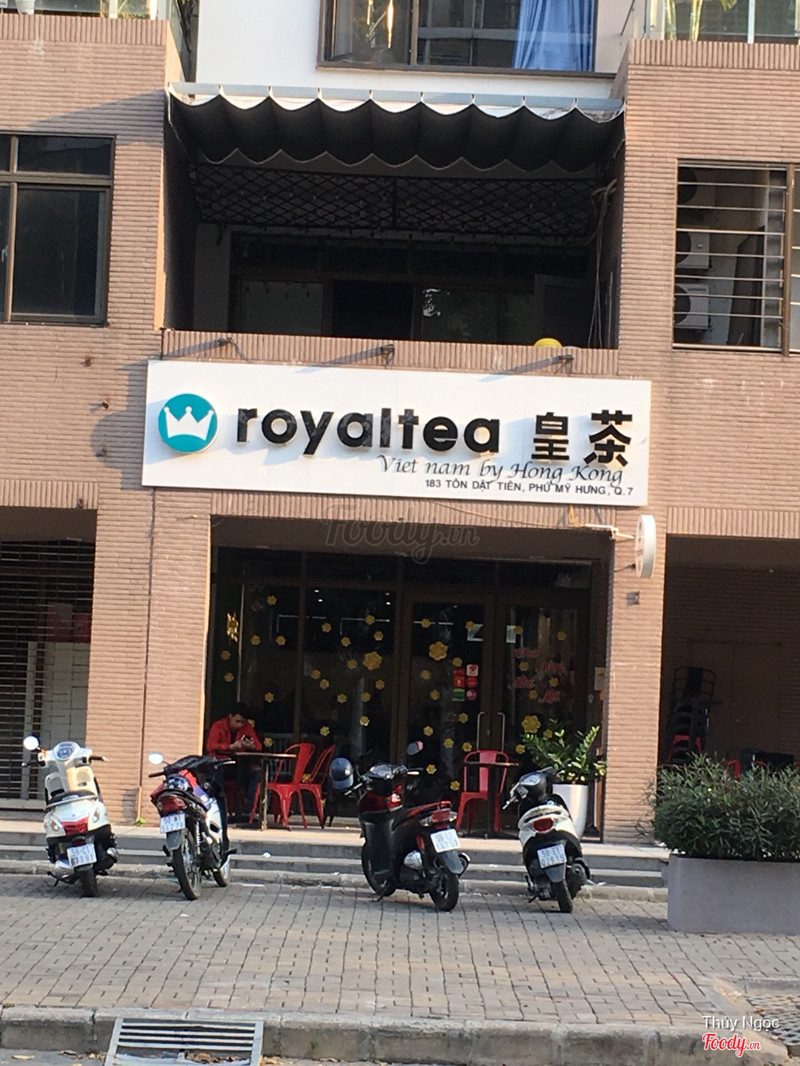 royaltea 皇茶
Viet nam by Hong Kong
183 TÔN DẬT TIÊN, PHÚ MỸ HƯNG, Q.7
Foody.vn
Thúy Ngọc
Foody.vn